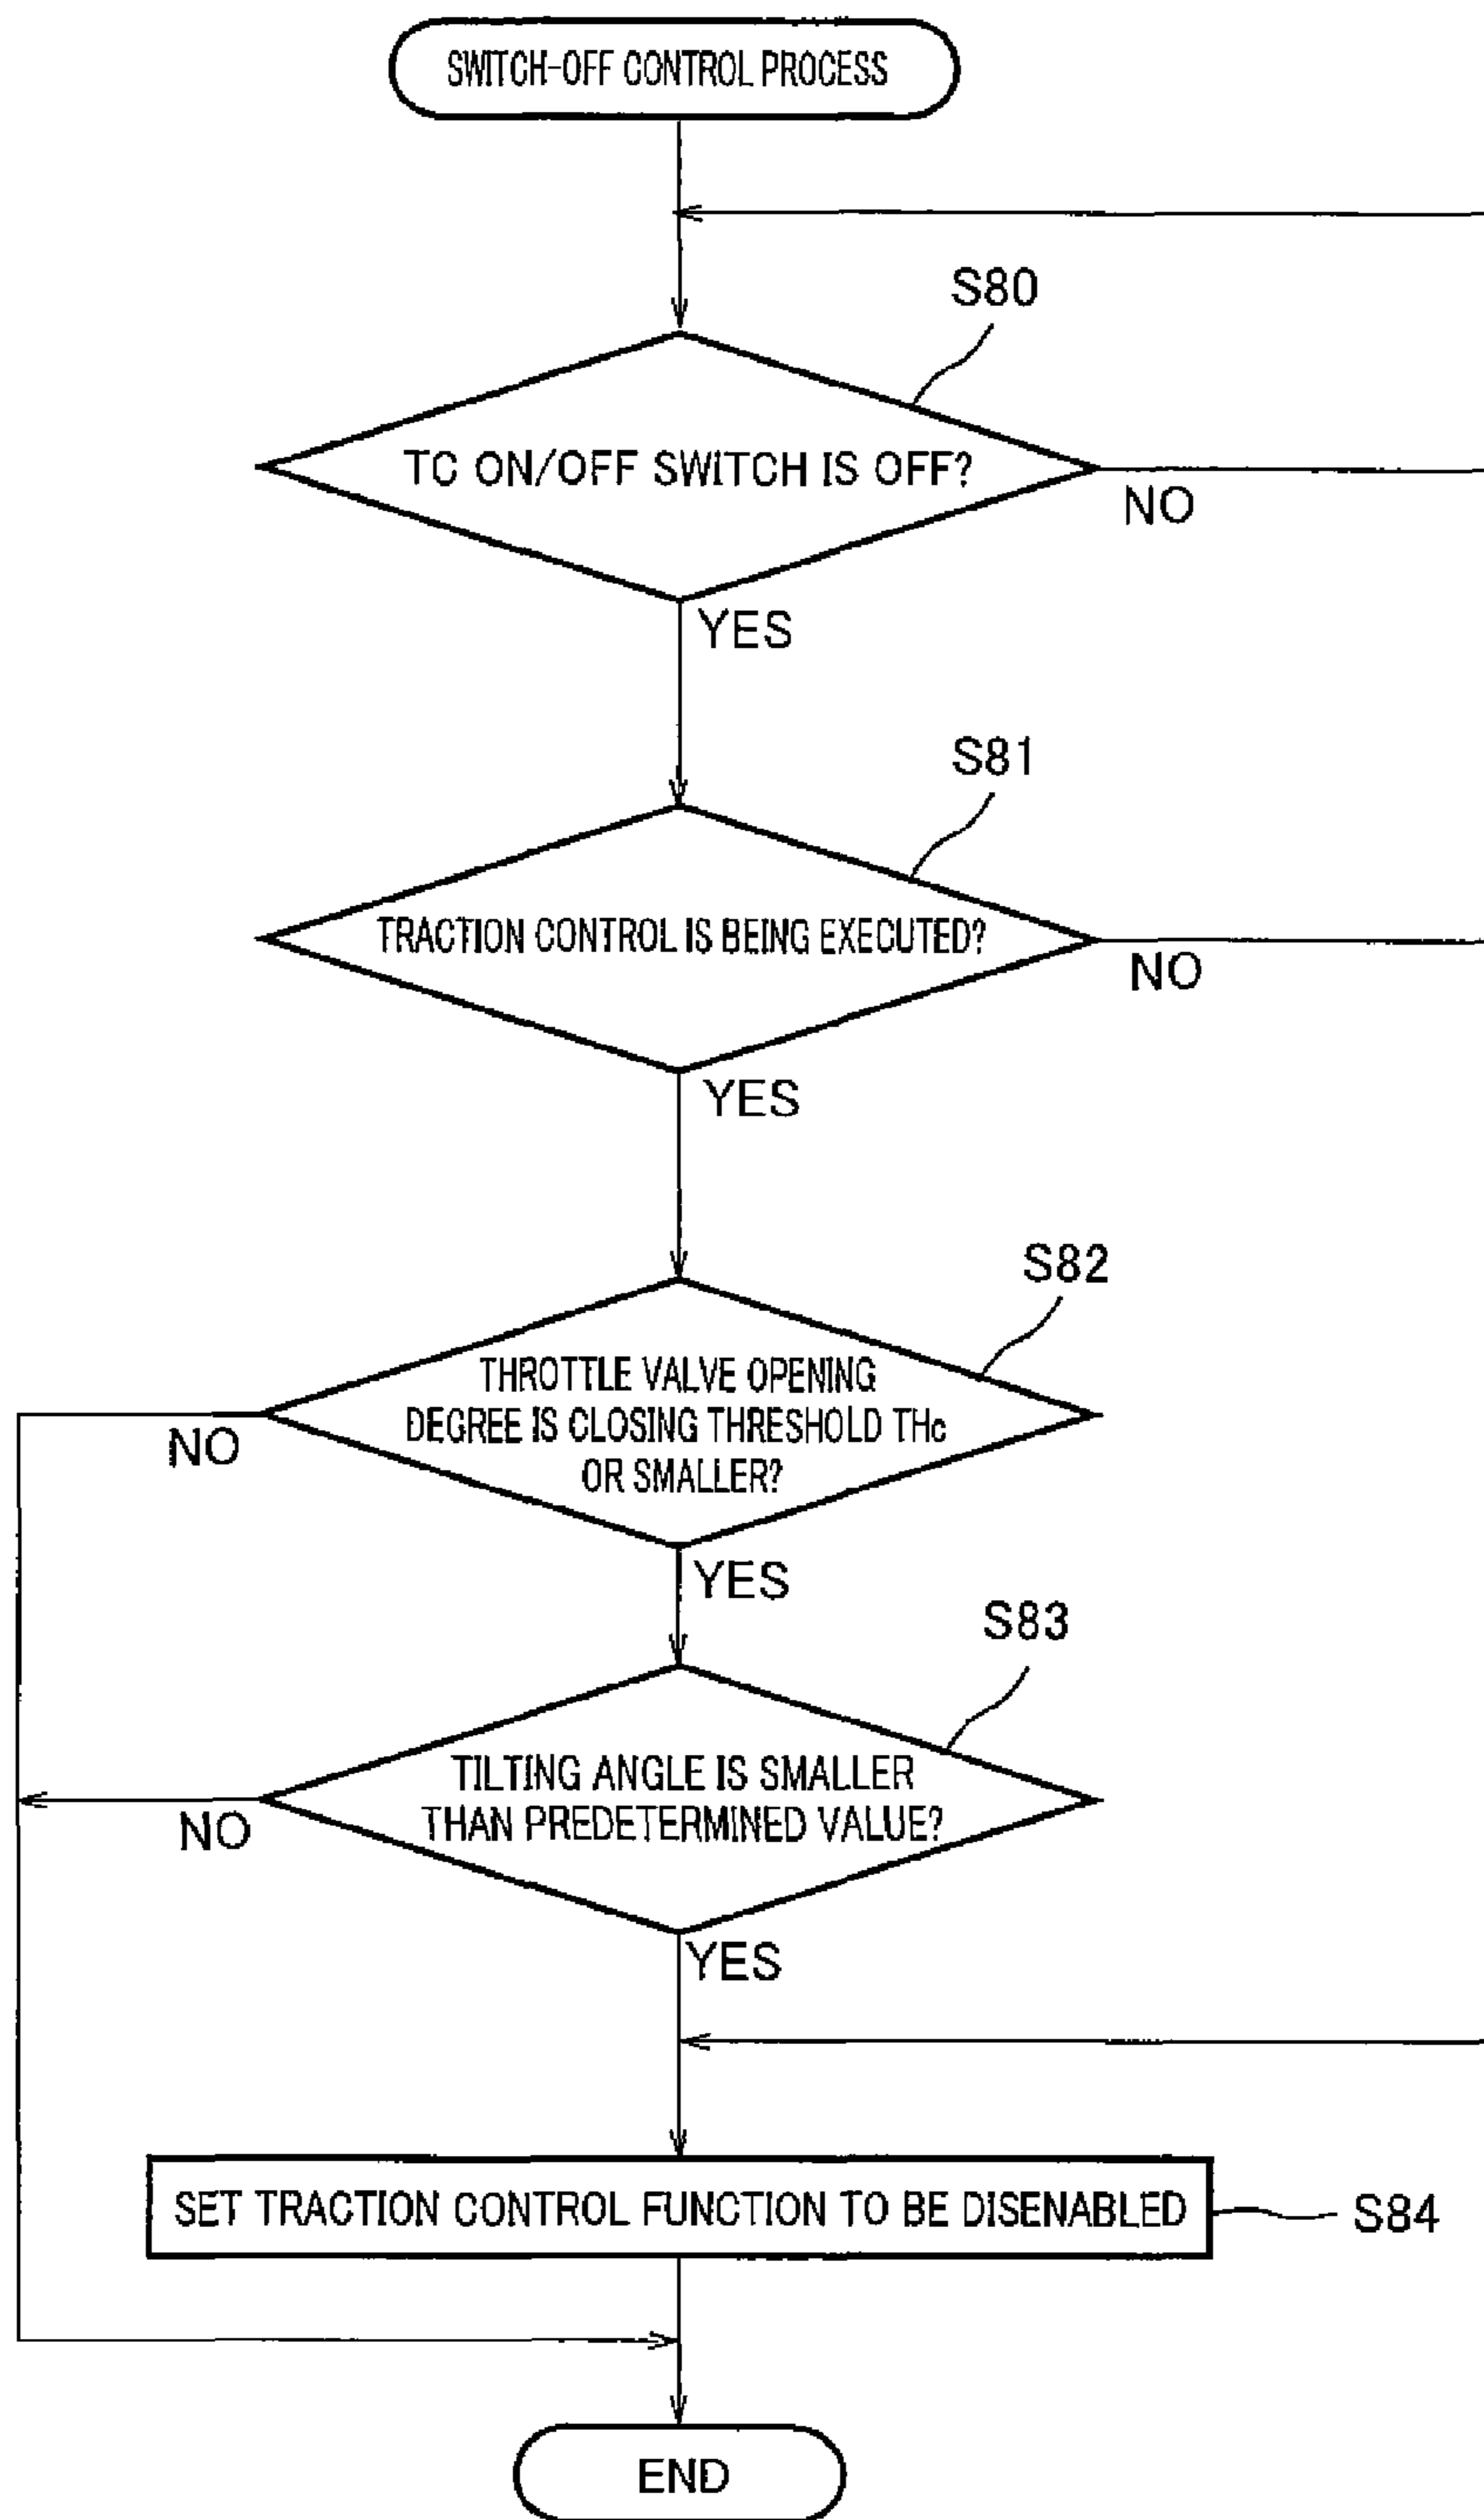 SWITCH-OFF CONTROL PROCESS
S80
TC ON/OFF SWITCH IS OFF?
NO
YES
S81
TRACTION CONTROL IS BEING EXECUTED?
NO
YES
S82
THROTTLE VALVE OPENING
DEGREE IS CLOSING THRESHOLD THc
OR SMALLER?
NO
YES
S83
TILTING ANGLE IS SMALLER
THAN PREDETERMINED VALUE?
NO
YES
SET TRACTION CONTROL FUNCTION TO BE DISENABLED
S84
END